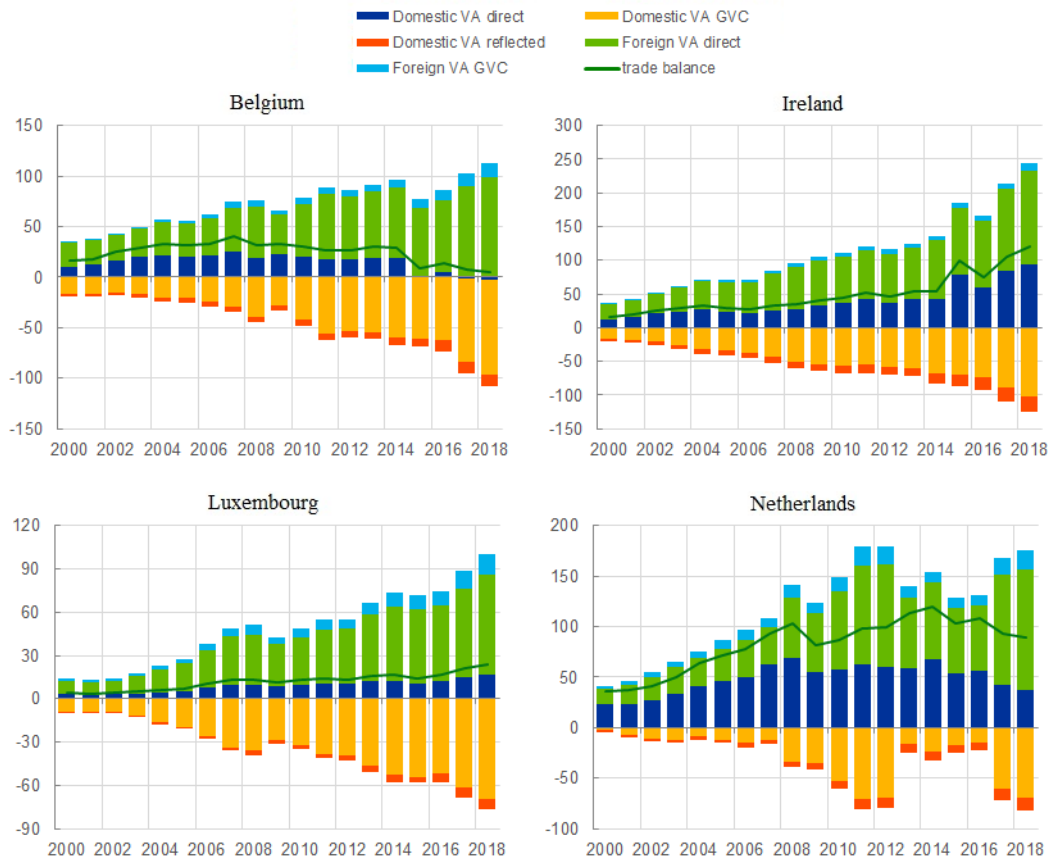 Domestic VA direct Domestic VA GVC
Domestic VA reflected Foreign VA direct
Foreign VA GVC trade balance
Belgium
150
100
50
0
-50
-100
-150
2000 2002 2004 2006 2008 2010 2012 2014 2016 2018
Ireland
300
250
200
150
100
50
0
-50
-100
-150
2000 2002 2004 2006 2008 2010 2012 2014 2016 2018
Luxembourg
120
90
60
30
0
-30
-60
-90
2000 2002 2004 2006 2008 2010 2012 2014 2016 2018
Netherlands
200
150
100
50
0
-50
-100
2000 2002 2004 2006 2008 2010 2012 2014 2016 2018